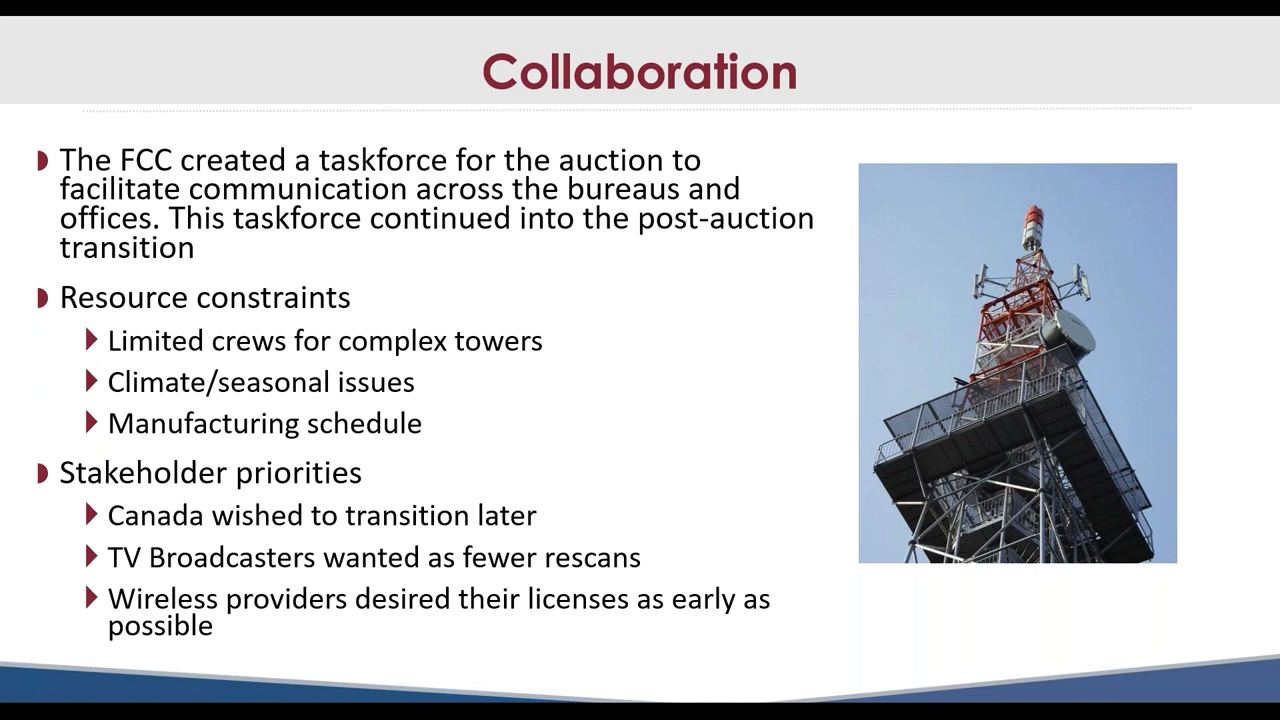 Collaboration
The FCC created a taskforce for the auction to
facilitate communication across the bureaus and
offices. This taskforce continued into the post-auction
transition
Resource constraints
Limited crews for complex towers
Climate/seasonal issues
Manufacturing schedule
Stakeholder priorities
Canada wished to transition later
TV Broadcasters wanted as fewer rescans
Wireless providers desired their licenses as early as
possible